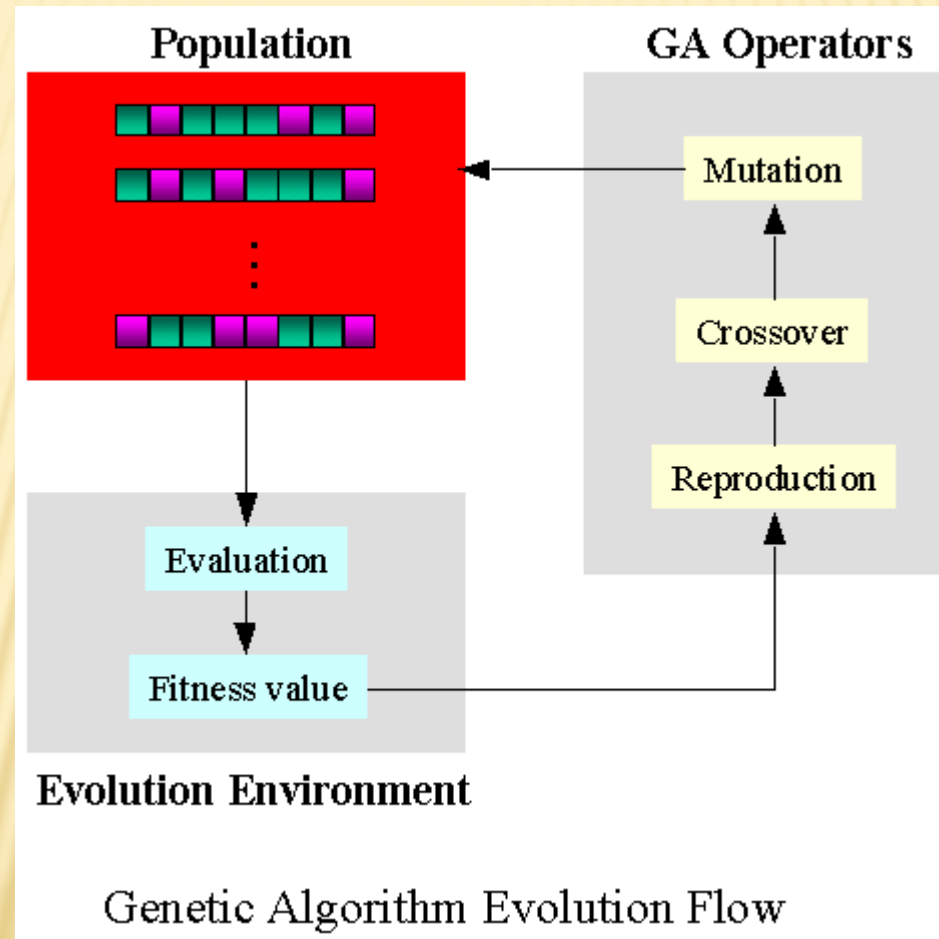 Population
GA Operators
Mutation
Crossover
Reproduction
Evaluation
Fitness value
Evolution Environment
Genetic Algorithm Evolution Flow